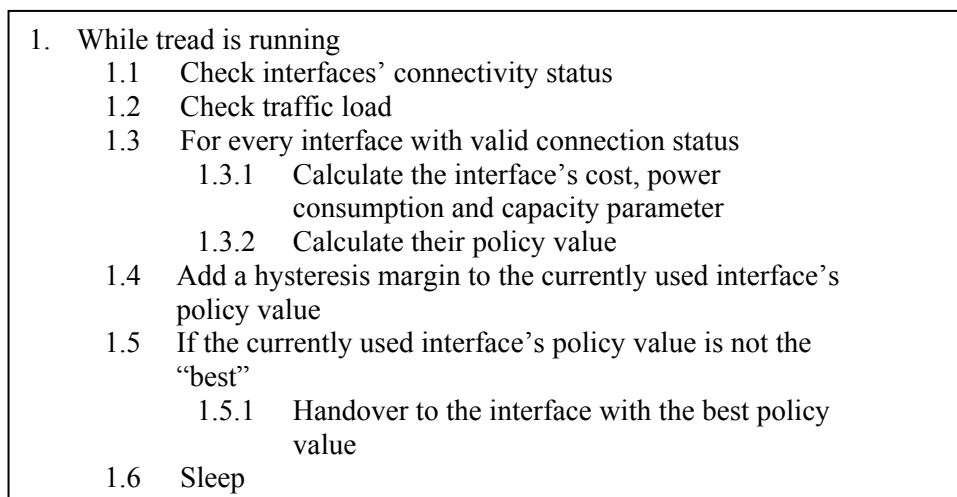 1. While tread is running
1.1 Check interfaces’ connectivity status
1.2 Check traffic load
1.3 For every interface with valid connection status
1.3.1 Calculate the interface’s cost, power
consumption and capacity parameter
1.3.2 Calculate their policy value
1.4 Add a hysteresis margin to the currently used interface’s
policy value
1.5 If the currently used interface’s policy value is not the
“best”
1.5.1 Handover to the interface with the best policy
value
1.6 Sleep